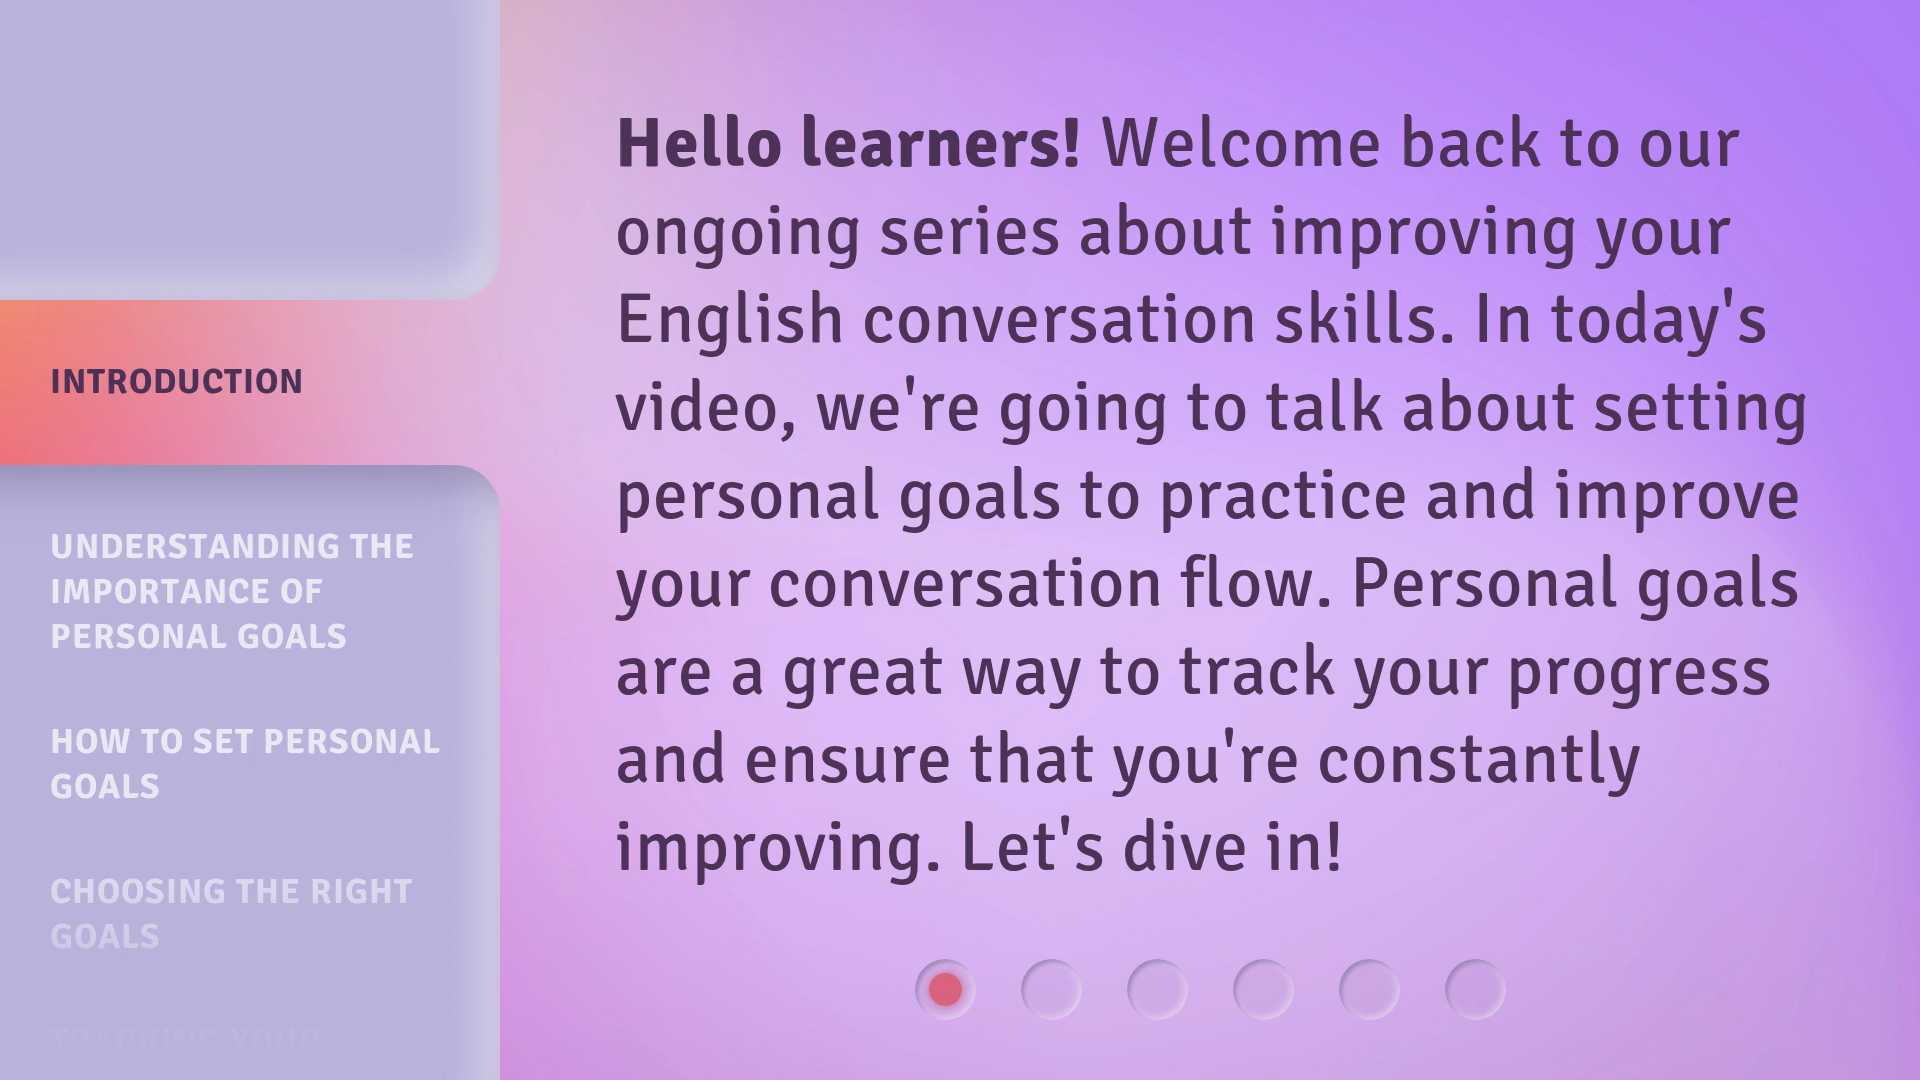 INTRODUCTION
UNDERSTANDING THE
IMPORTANCE OF
PERSONAL GOALS
HOW TO SET PERSONAL
GOALS
CHOOSING THE RIGHT
GOALS
TRACKING YOUR
Hello learners! Welcome back to our
ongoing series about improving your
English conversation skills. In today's
video, we're going to talk about setting
personal goals to practice and improve
your conversation flow. Personal goals
are a great way to track your progress
and ensure that you're constantly
improving. Let's dive in!